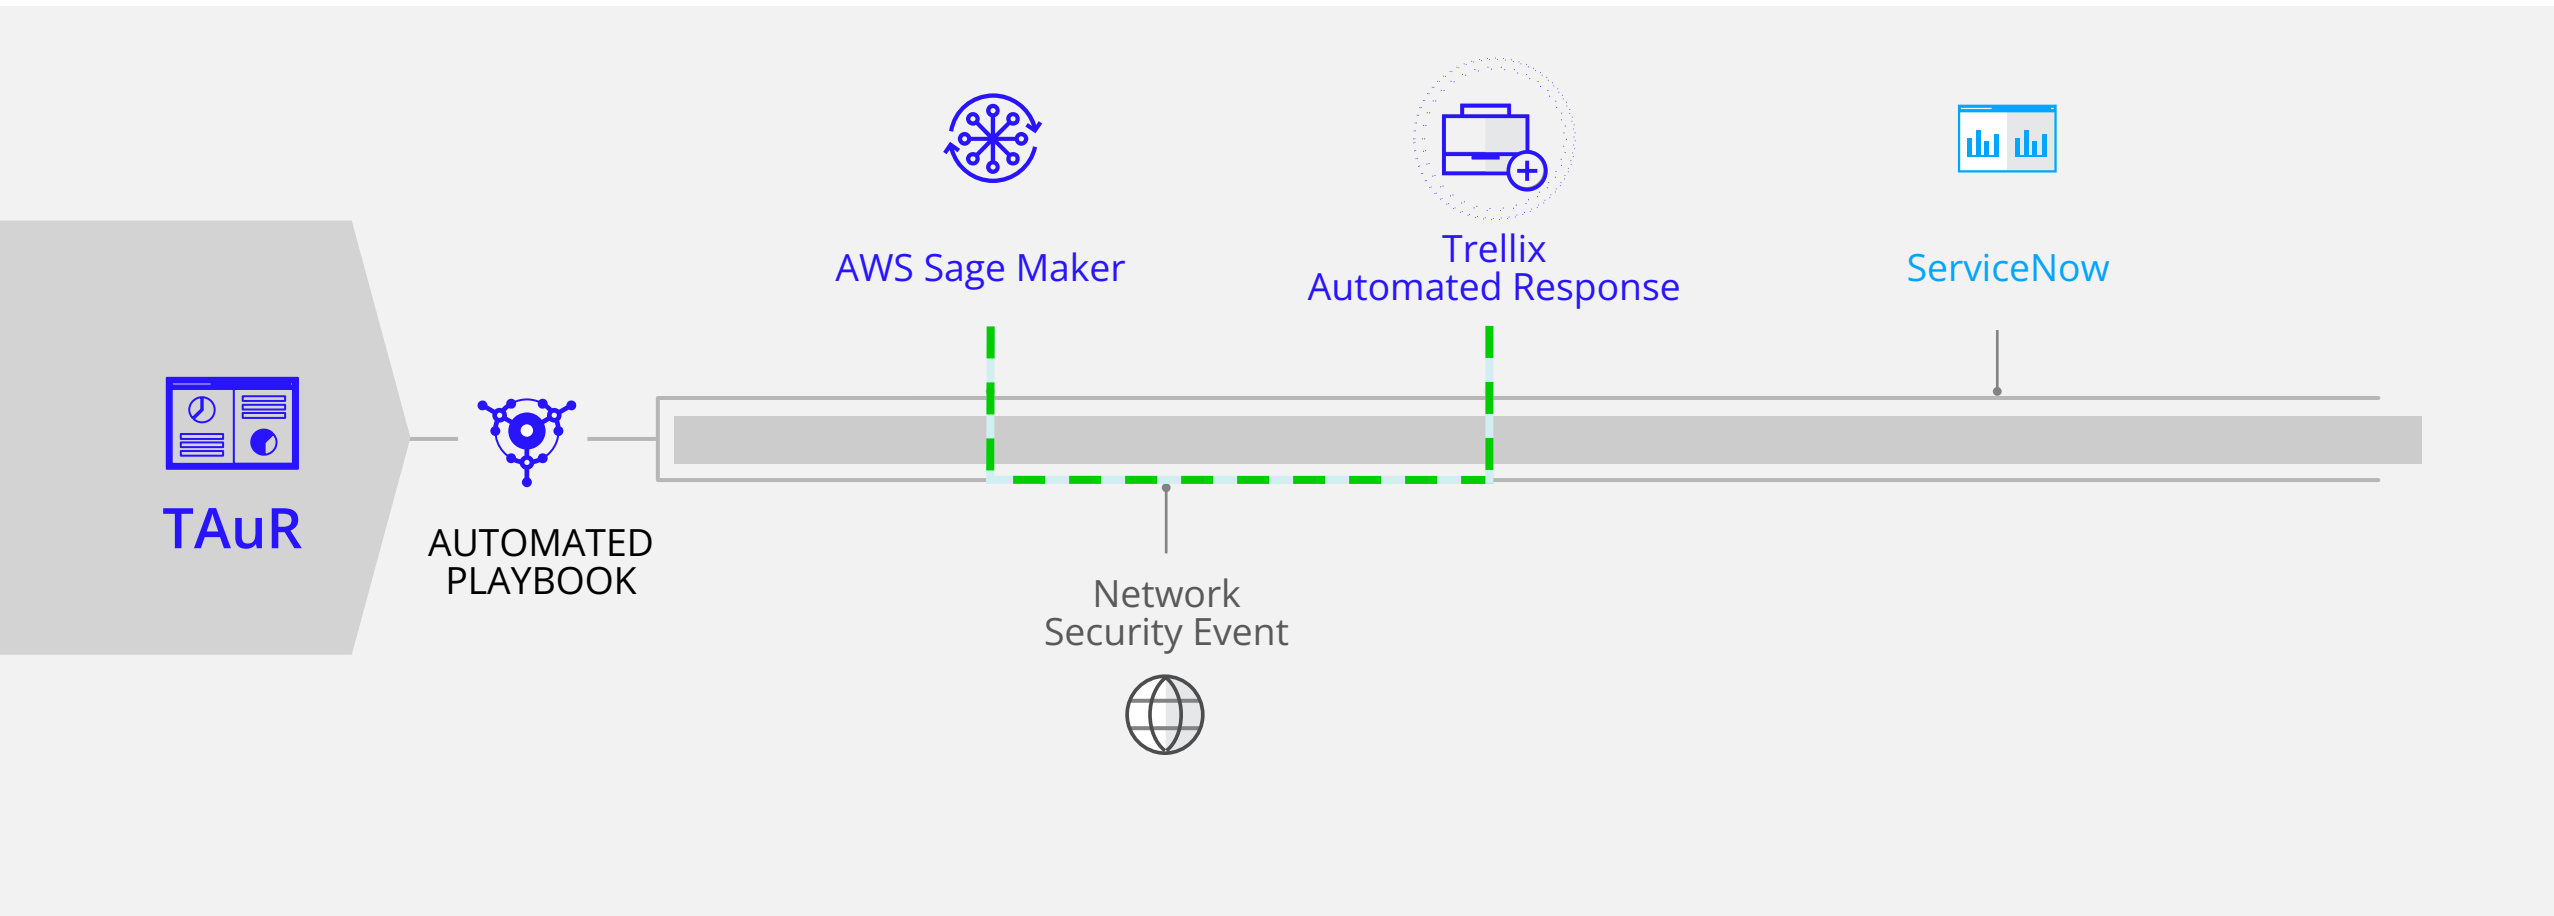 AWS Sage Maker
Trellix
Automated Response
ServiceNow
TAuR
AUTOMATED
PLAYBOOK
Network
Security Event